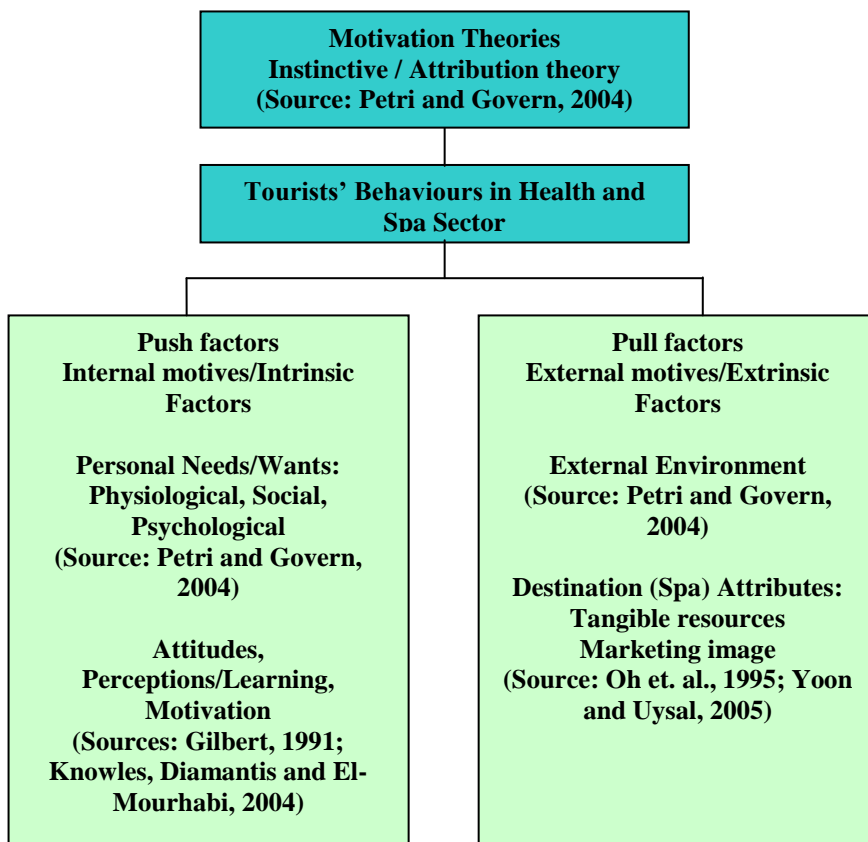 Motivation Theories
Instinctive / Attribution theory
(Source: Petri and Govern, 2004)
Tourists’ Behaviours in Health and
Spa Sector
Push factors
Internal motives/Intrinsic
Factors
Personal Needs/Wants:
Physiological, Social,
Psychological
(Source: Petri and Govern,
2004)
Attitudes,
Perceptions/Learning,
Motivation
(Sources: Gilbert, 1991;
Knowles, Diamantis and El-
Mourhabi, 2004)
Pull factors
External motives/Extrinsic
Factors
External Environment
(Source: Petri and Govern,
2004)
Destination (Spa) Attributes:
Tangible resources
Marketing image
(Source: Oh et. al., 1995; Yoon
and Uysal, 2005)